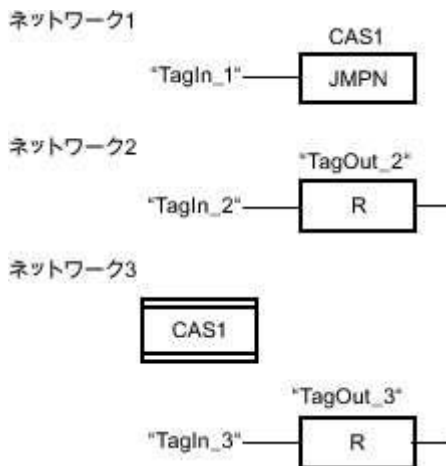 ネットワーク1
CAS1
"TagIn_1"
JMPN
ネットワーク2
"TagOut_2"
"TagIn_2"
R
ネットワーク3
CAS1
"TagOut_3"
"TagIn_3"
R